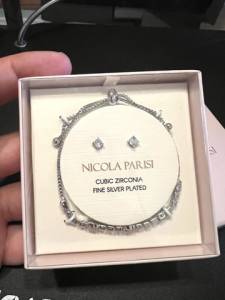 NICOLA PARISI
CUBIC ZIRCONIA
FINE SILVER PLATED